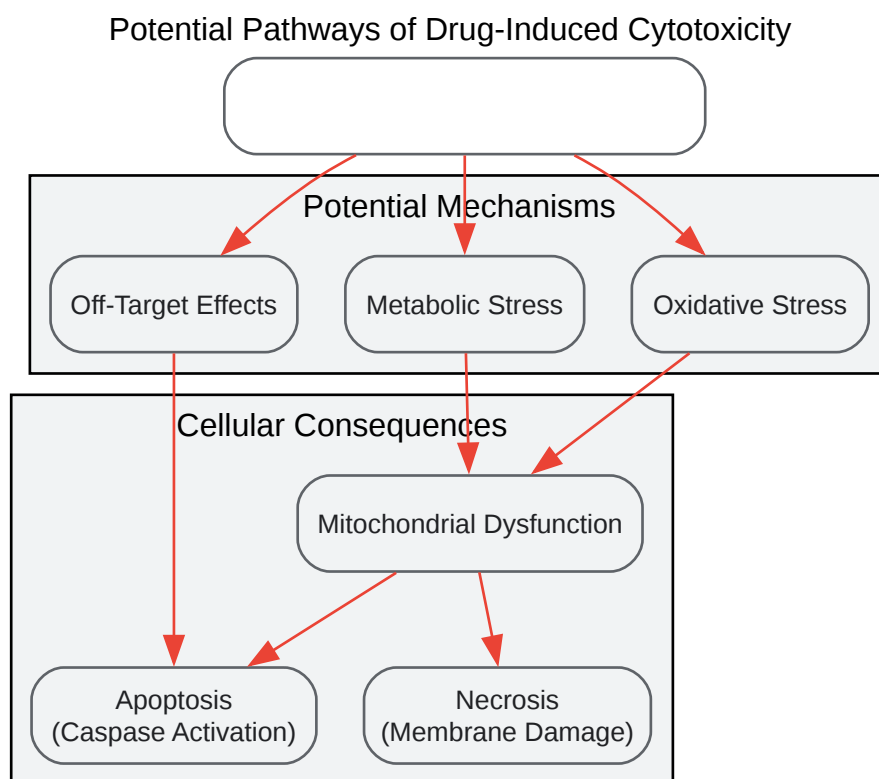 Potential Pathways of Drug-Induced Cytotoxicity
Potential Mechanisms
Off-Target Effects
Metabolic Stress
Oxidative Stress
Cellular Consequences
Mitochondrial Dysfunction
Apoptosis
(Caspase Activation)
Necrosis
(Membrane Damage)